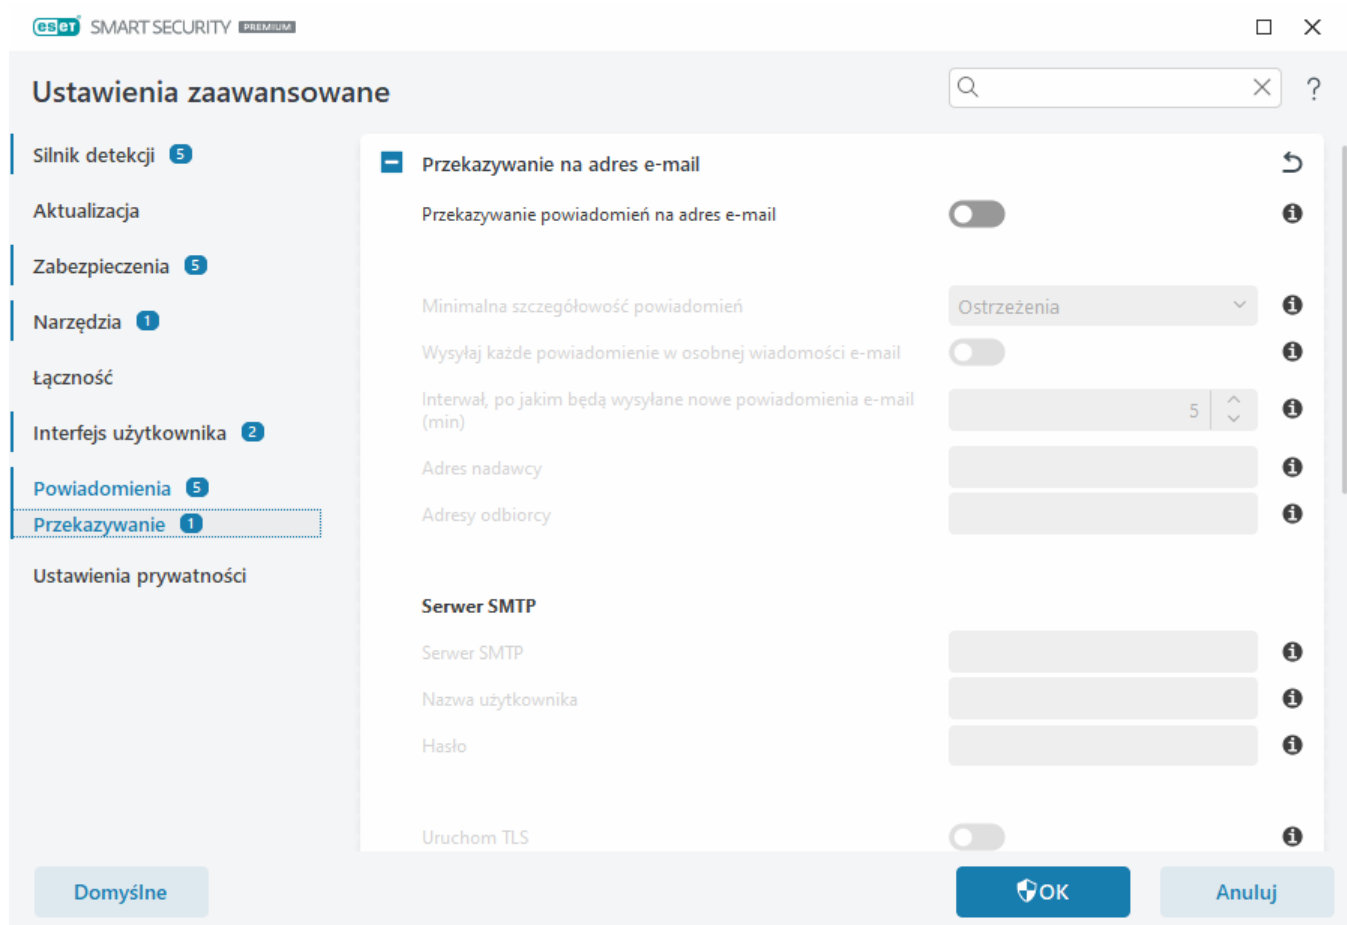 eset SMART SECURITY PREMIUM
Ustawienia zaawansowane
?
Silnik detekcji 5
Aktualizacja
Zabezpieczenia 5
Narzędzia 1
Łączność
Interfejs użytkownika 2
Powiadomienia 5
Przekazywanie 1
Ustawienia prywatności
Przekazywanie na adres e-mail
Przekazywanie powiadomień na adres e-mail
Minimalna szczegółowość powiadomień
Ostrzeżenia
Wysyłaj każde powiadomienie w osobnej wiadomości e-mail
Interwał, po jakim będą wysyłane nowe powiadomienia e-mail
(min)
5
Adres nadawcy
Adresy odbiorcy
Serwer SMTP
Serwer SMTP
Nazwa użytkownika
Hasło
Uruchom TLS
Domyślne
OK
Anuluj